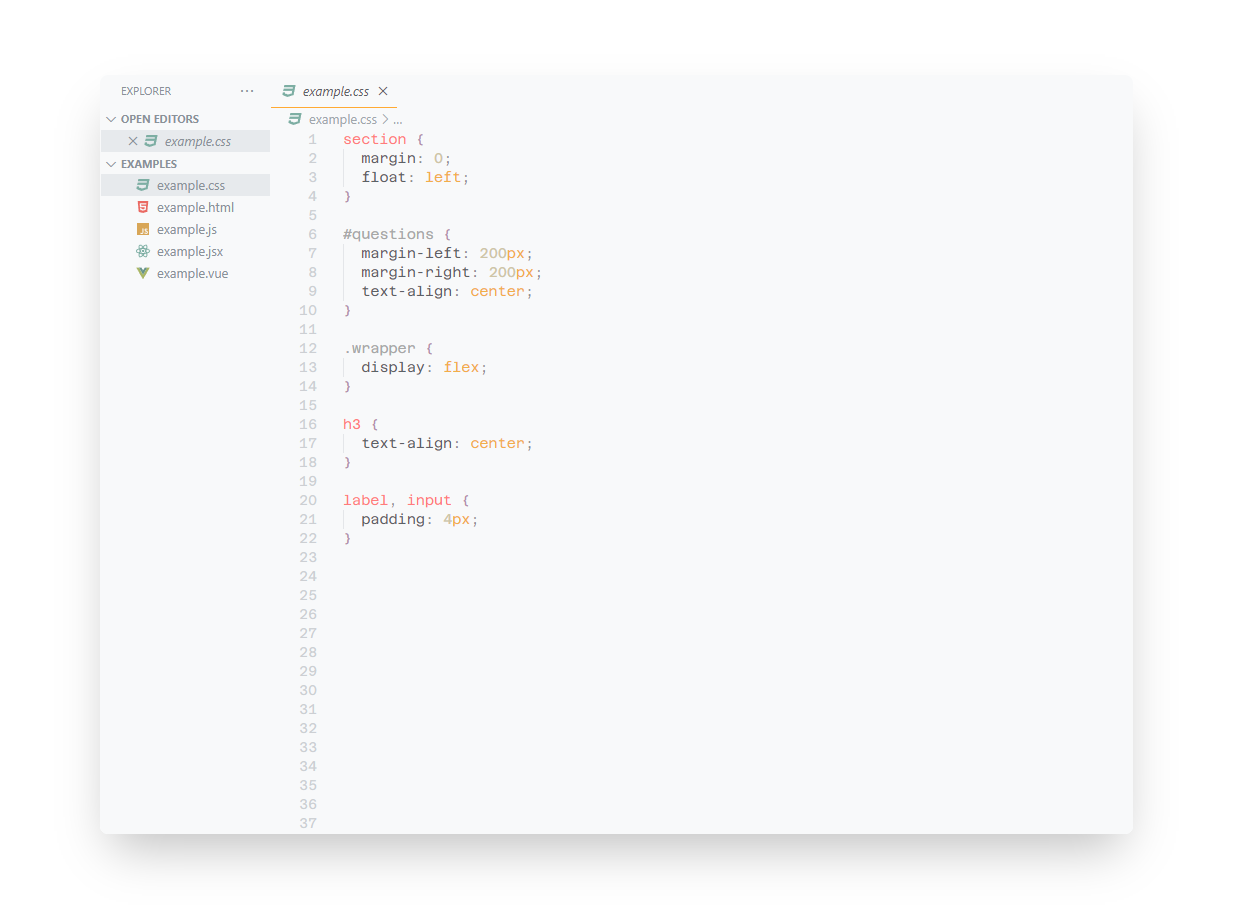 EXPLORER ...
OPEN EDITORS
example.css
EXAMPLES
example.css
example.html
example.js
example.jsx
example.vue
example.css
example.css > ...
1 section {
2   margin: 0;
3   float: left;
4 }
5
6 #questions {
7   margin-left: 200px;
8   margin-right: 200px;
9   text-align: center;
10 }
11
12 .wrapper {
13   display: flex;
14 }
15
16 h3 {
17   text-align: center;
18 }
19
20 label, input {
21   padding: 4px;
22 }
23
24
25
26
27
28
29
30
31
32
33
34
35
36
37